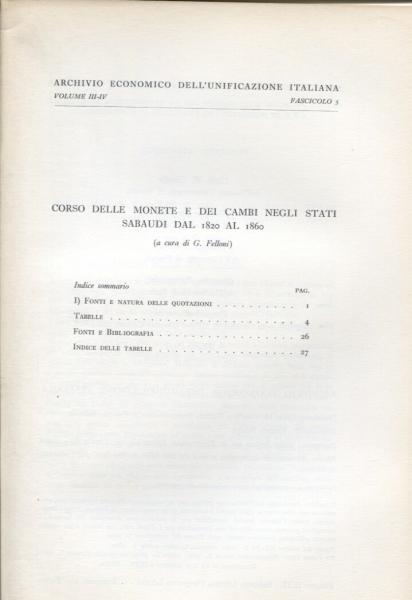 ARCHIVIO ECONOMICO DELL'UNIFICAZIONE ITALIANA
VOLUME III-IV FASCICOLO 5
CORSO DELLE MONETE E DEI CAMBI NEGLI STATI
SABAUDI DAL 1820 AL 1860
(a cura di G. Felloni)
Indice sommario
PAG.
I) FONTI E NATURA DELLE QUOTAZIONI . . . . . . . . . . 1
TABELLE . . . . . . . . . . . . . . . . . . . . . . 4
FONTI E BIBLIOGRAFIA . . . . . . . . . . . . . . . . 26
INDICE DELLE TABELLE . . . . . . . . . . . . . . . . 27